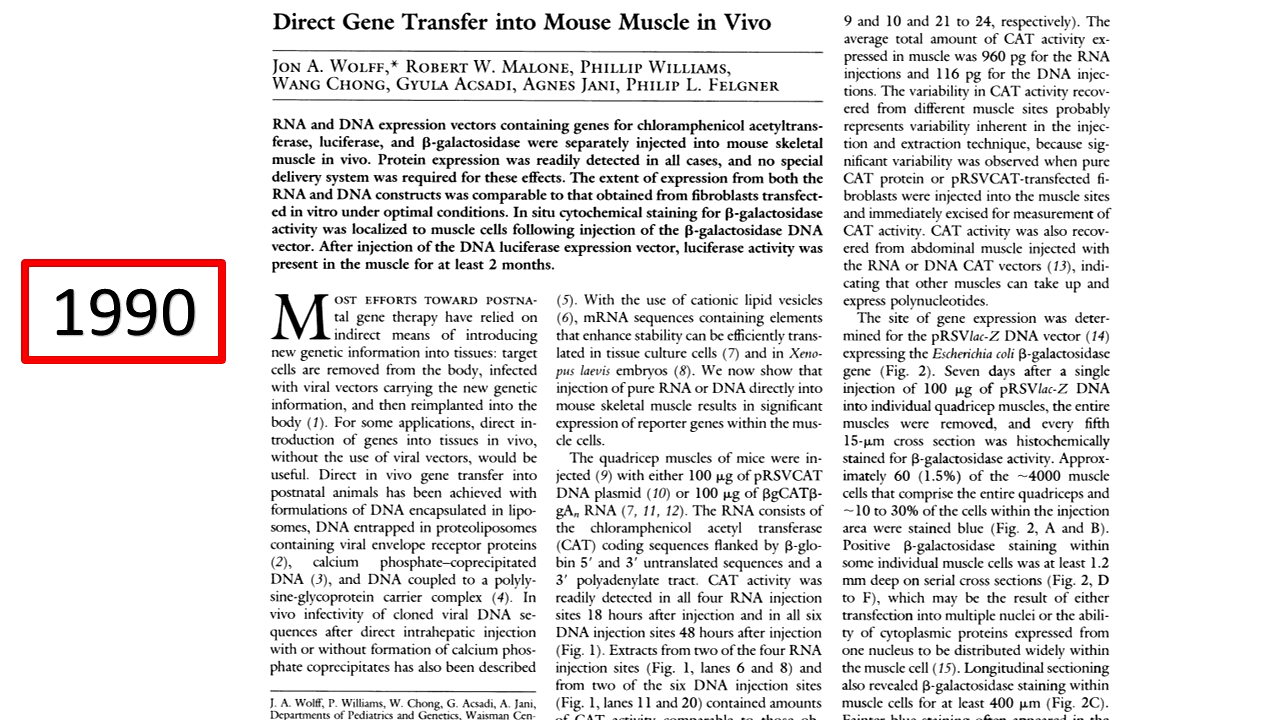 Direct Gene Transfer into Mouse Muscle in Vivo
JON A. WOLFF,* ROBERT W. MALONE, PHILLIP WILLIAMS,
WANG CHONG, GYULA ACSADI, AGNES JANI, PHILIP L. FELGNER
RNA and DNA expression vectors containing genes for chloramphenicol acetyltrans-
ferase, luciferase, and β-galactosidase were separately injected into mouse skeletal
muscle in vivo. Protein expression was readily detected in all cases, and no special
delivery system was required for these effects. The extent of expression from both the
RNA and DNA constructs was comparable to that obtained from fibroblasts transfect-
ed in vitro under optimal conditions. In situ cytochemical staining for β-galactosidase
activity was localized to muscle cells following injection of the β-galactosidase DNA
vector. After injection of the DNA luciferase expression vector, luciferase activity was
present in the muscle for at least 2 months.
1990
MOST EFFORTS TOWARD POSTNA-
tal gene therapy have relied on
indirect means of introducing
new genetic information into tissues: target
cells are removed from the body, infected
with viral vectors carrying the new genetic
information, and then reimplanted into the
body (1). For some applications, direct in-
troduction of genes into tissues in vivo,
without the use of viral vectors, would be
useful. Direct in vivo gene transfer into
postnatal animals has been achieved with
formulations of DNA encapsulated in lipo-
somes, DNA entrapped in proteoliposomes
containing viral envelope receptor proteins
(2), calcium phosphate–coprecipitated
DNA (3), and DNA coupled to a polyly-
sine-glycoprotein carrier complex (4). In
vivo infectivity of cloned viral DNA se-
quences after direct intrahepatic injection
with or without formation of calcium phos-
phate coprecipitates has also been described
J. A. Wolff, P. Williams, W. Chong, G. Acsadi, A. Jani,
Departments of Pediatrics and Genetics, Waisman Cen-
(5). With the use of cationic lipid vesicles
(6), mRNA sequences containing elements
that enhance stability can be efficiently trans-
lated in tissue culture cells (7) and in Xeno-
pus laevis embryos (8). We now show that
injection of pure RNA or DNA directly into
mouse skeletal muscle results in significant
expression of reporter genes within the mus-
cle cells.
The quadricep muscles of mice were in-
jected (9) with either 100 μg of pRSVCAT
DNA plasmid (10) or 100 μg of βgCATβ-
gAn RNA (7, 11, 12). The RNA consists of
the chloramphenicol acetyl transferase
(CAT) coding sequences flanked by β-glo-
bin 5′ and 3′ untranslated sequences and a
3′ polyadenylate tract. CAT activity was
readily detected in all four RNA injection
sites 18 hours after injection and in all six
DNA injection sites 48 hours after injection
(Fig. 1). Extracts from two of the four RNA
injection sites (Fig. 1, lanes 6 and 8) and
from two of the six DNA injection sites
(Fig. 1, lanes 11 and 20) contained amounts
of CAT activity comparable to those ob-
9 and 10 and 21 to 24, respectively). The
average total amount of CAT activity ex-
pressed in muscle was 960 pg for the RNA
injections and 116 pg for the DNA injec-
tions. The variability in CAT activity recov-
ered from different muscle sites probably
represents variability inherent in the injec-
tion and extraction technique, because sig-
nificant variability was observed when pure
CAT protein or pRSVCAT-transfected fi-
broblasts were injected into the muscle sites
and immediately excised for measurement of
CAT activity. CAT activity was also recov-
ered from abdominal muscle injected with
the RNA or DNA CAT vectors (13), indi-
cating that other muscles can take up and
express polynucleotides.
The site of gene expression was deter-
mined for the pRSVlac-Z DNA vector (14)
expressing the Escherichia coli β-galactosidase
gene (Fig. 2). Seven days after a single
injection of 100 μg of pRSVlac-Z DNA
into individual quadricep muscles, the entire
muscles were removed, and every fifth
15-μm cross section was histochemically
stained for β-galactosidase activity. Approx-
imately 60 (1.5%) of the ~4000 muscle
cells that comprise the entire quadriceps and
~10 to 30% of the cells within the injection
area were stained blue (Fig. 2, A and B).
Positive β-galactosidase staining within
some individual muscle cells was at least 1.2
mm deep on serial cross sections (Fig. 2, D
to F), which may be the result of either
transfection into multiple nuclei or the abili-
ty of cytoplasmic proteins expressed from
one nucleus to be distributed widely within
the muscle cell (15). Longitudinal sectioning
also revealed β-galactosidase staining within
muscle cells for at least 400 μm (Fig. 2C).
Fainter blue staining often appeared in the